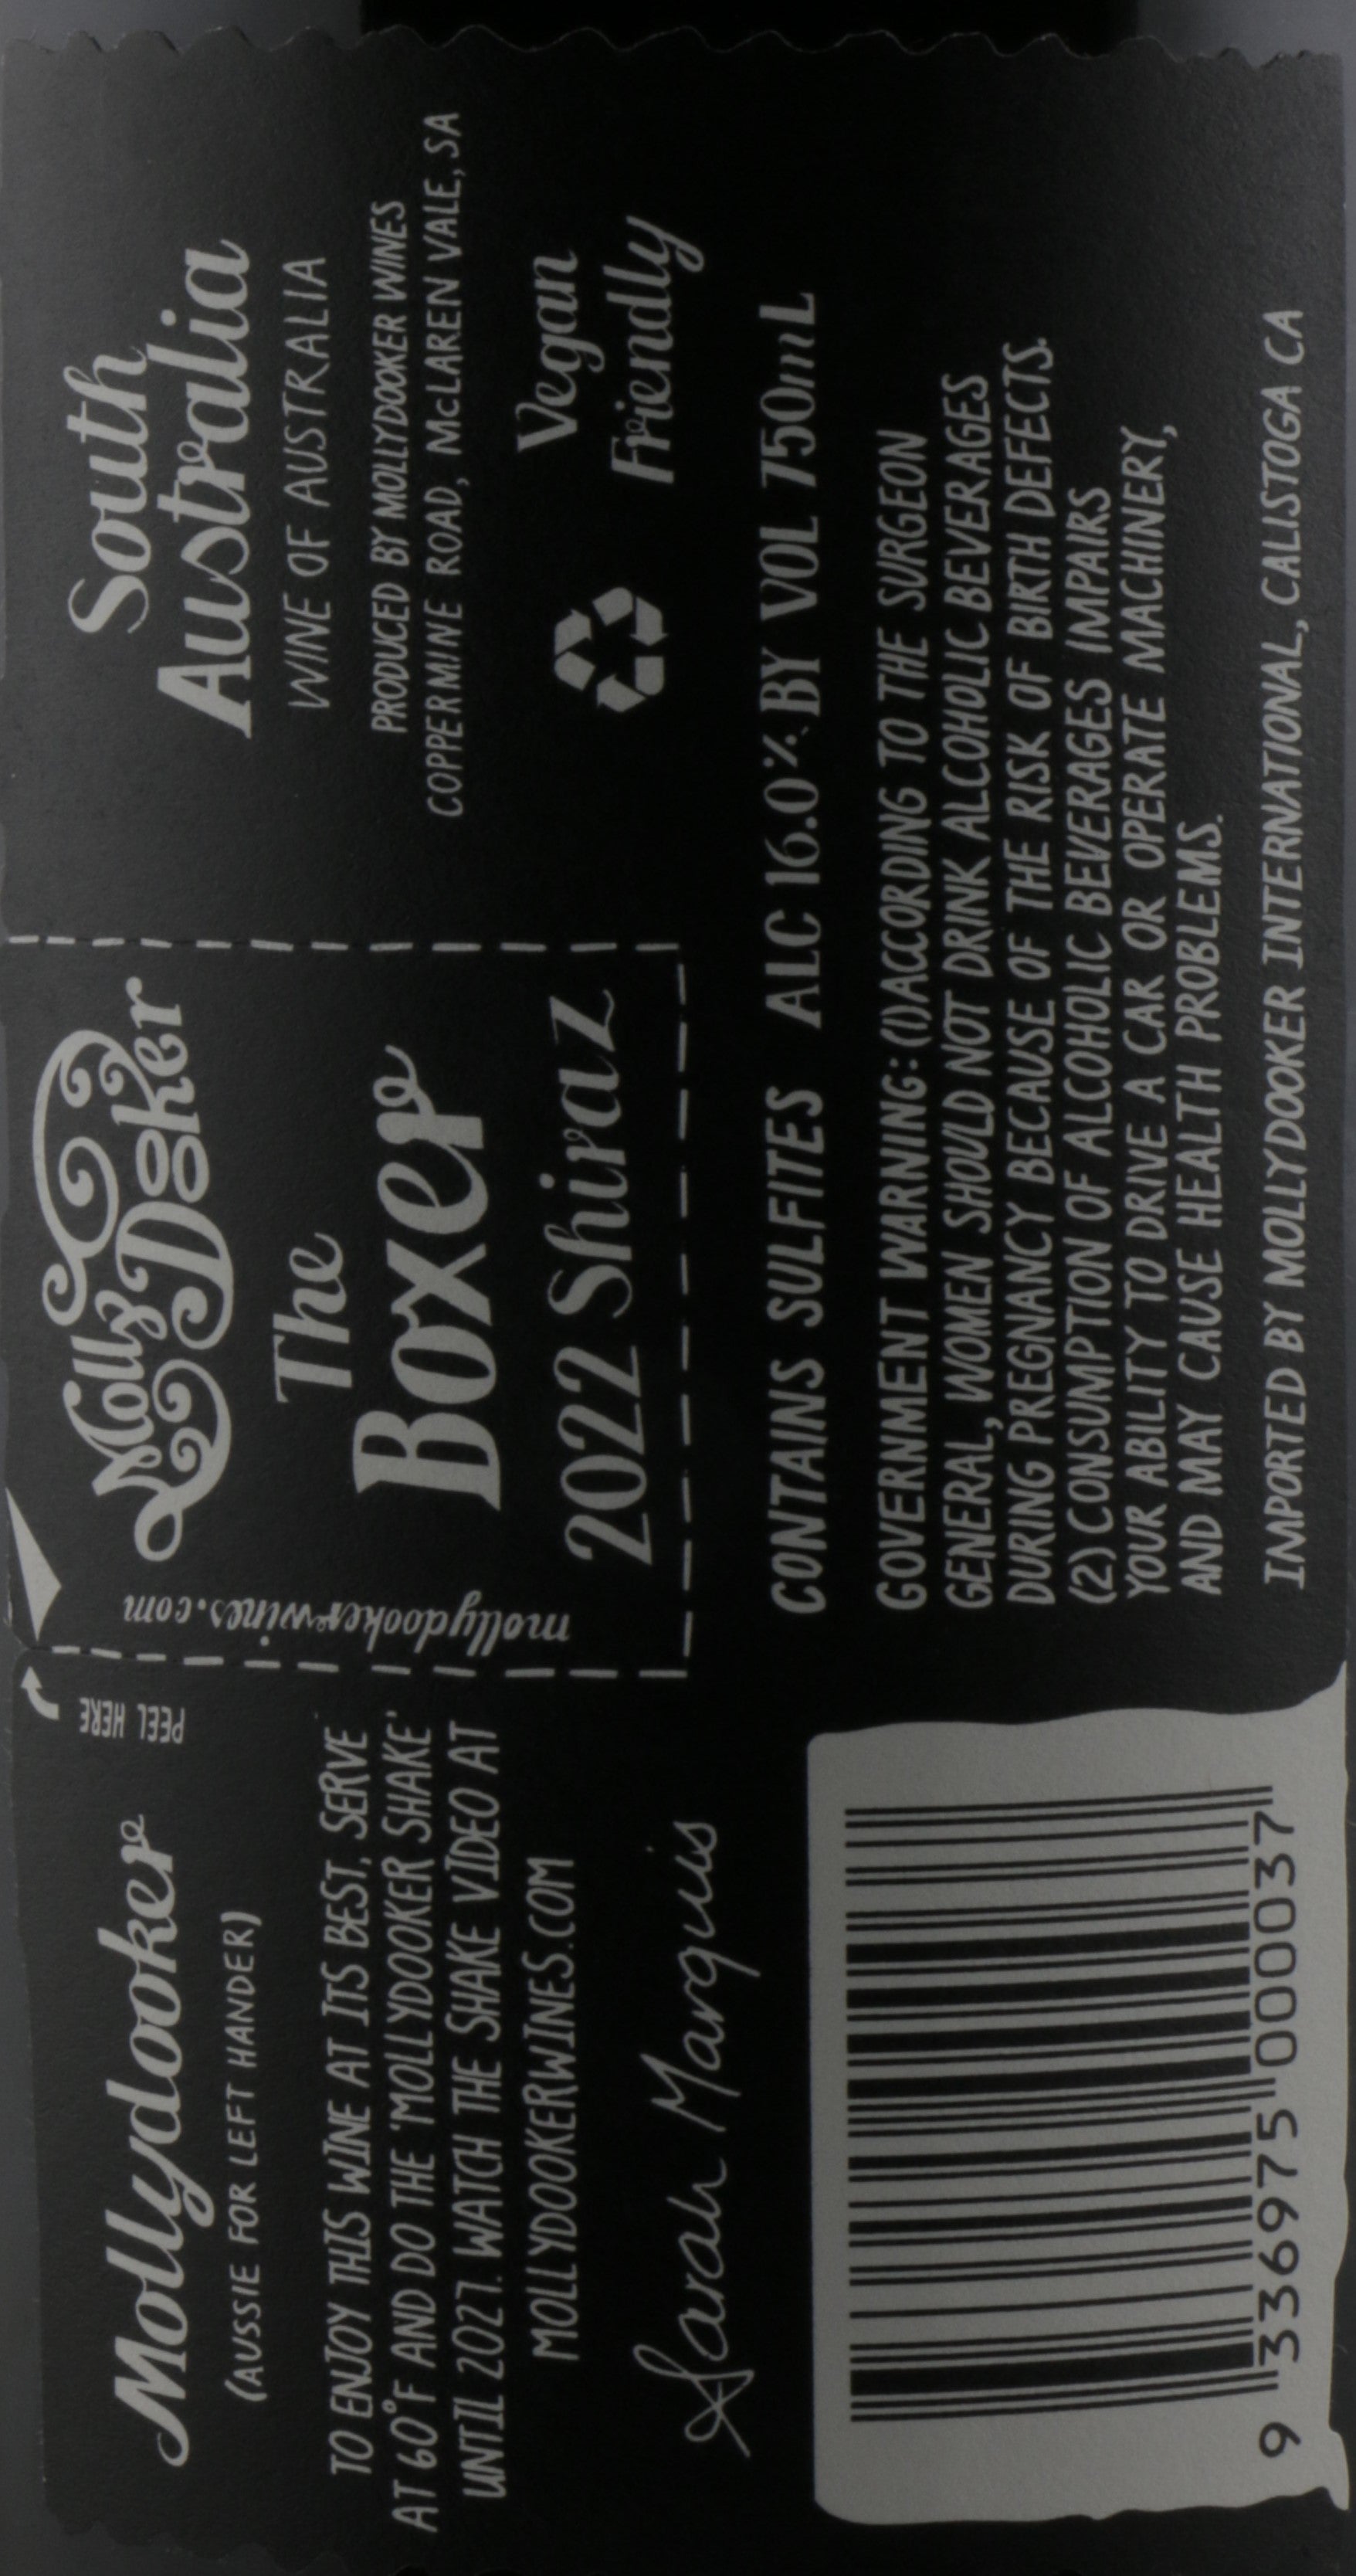 Mollydooker
(AUSSIE FOR LEFT HANDER)
TO ENJOY THIS WINE AT ITS BEST, SERVE
AT 60°F AND DO THE 'MOLLYDOOKER SHAKE'
UNTIL 2027. WATCH THE SHAKE VIDEO AT
MOLLYDOOKERWINES.COM
Sarah Marquis
9 336975 000037
PEEL HERE
mollydookerwines.com
Molly Dooker
The
Boxer
2022 Shiraz
South
Australia
WINE OF AUSTRALIA
PRODUCED BY MOLLYDOOKER WINES
COPPERMINE ROAD, McLAREN VALE, SA
Vegan
Friendly
CONTAINS SULFITES ALC 16.0% BY VOL 750mL
GOVERNMENT WARNING: (1)ACCORDING TO THE SURGEON
GENERAL, WOMEN SHOULD NOT DRINK ALCOHOLIC BEVERAGES
DURING PREGNANCY BECAUSE OF THE RISK OF BIRTH DEFECTS.
(2) CONSUMPTION OF ALCOHOLIC BEVERAGES IMPAIRS
YOUR ABILITY TO DRIVE A CAR OR OPERATE MACHINERY,
AND MAY CAUSE HEALTH PROBLEMS.
IMPORTED BY MOLLYDOOKER INTERNATIONAL, CALISTOGA CA